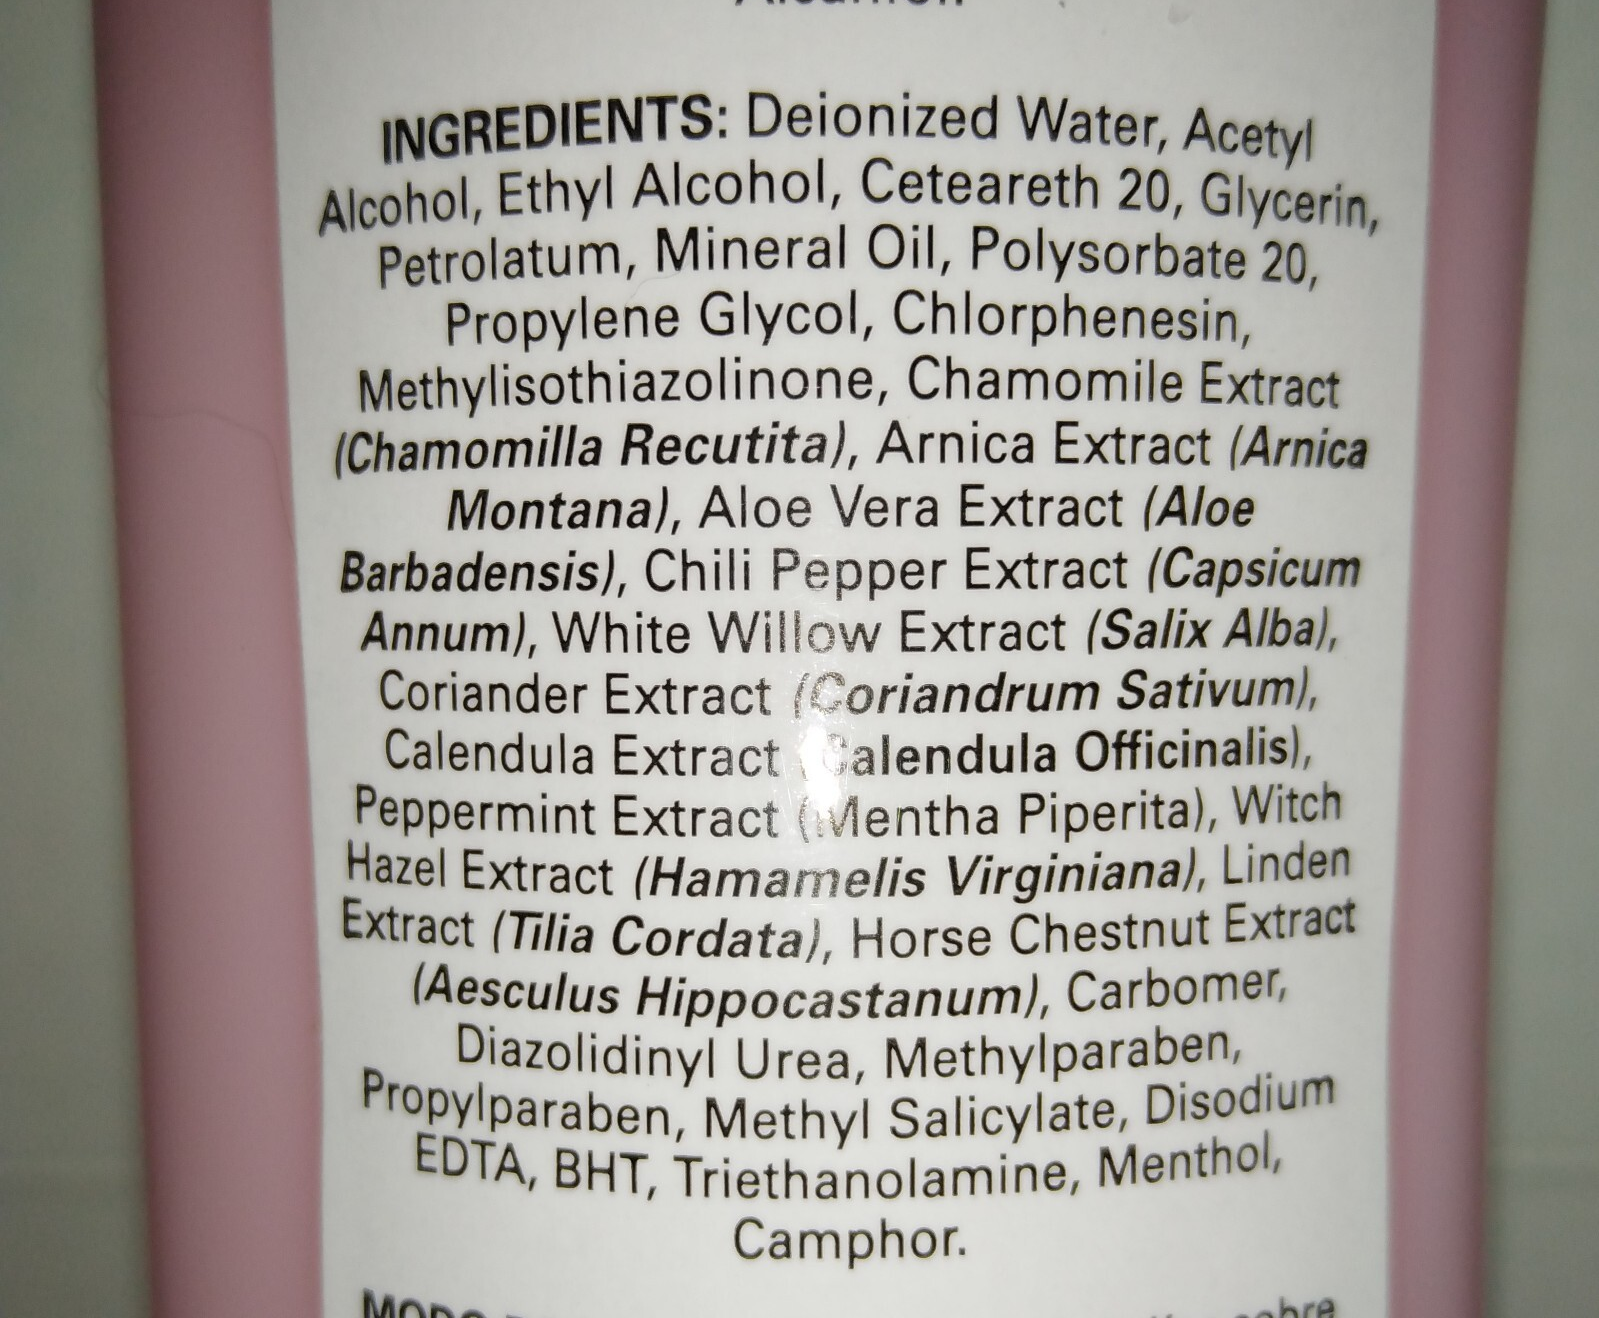 INGREDIENTS: Deionized Water, Acetyl
Alcohol, Ethyl Alcohol, Ceteareth 20, Glycerin,
Petrolatum, Mineral Oil, Polysorbate 20,
Propylene Glycol, Chlorphenesin,
Methylisothiazolinone, Chamomile Extract
(Chamomilla Recutita), Arnica Extract (Arnica
Montana), Aloe Vera Extract (Aloe
Barbadensis), Chili Pepper Extract (Capsicum
Annum), White Willow Extract (Salix Alba),
Coriander Extract (Coriandrum Sativum),
Calendula Extract (Calendula Officinalis),
Peppermint Extract (Mentha Piperita), Witch
Hazel Extract (Hamamelis Virginiana), Linden
Extract (Tilia Cordata), Horse Chestnut Extract
(Aesculus Hippocastanum), Carbomer,
Diazolidinyl Urea, Methylparaben,
Propylparaben, Methyl Salicylate, Disodium
EDTA, BHT, Triethanolamine, Menthol,
Camphor.
MODO sobre